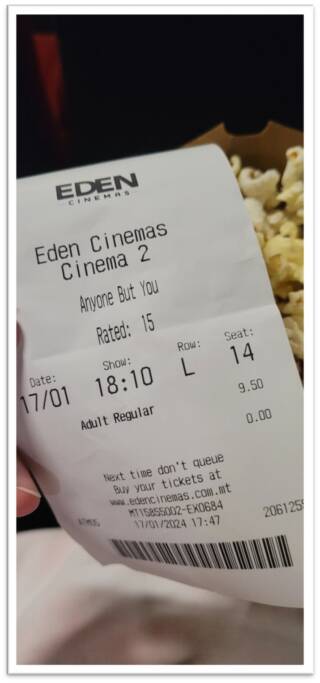 EDEN
CINEMAS
Eden Cinemas
Cinema 2
Anyone But You
Rated: 15
Date: Show: Row: Seat:
17/01 18:10 L 14
Adult Regular 9.50
0.00
Next time don't queue
Buy your tickets at
www.edencinemas.com.mt
MT15855002-EX0684
ATMOS 17/01/2024 17:47 206125